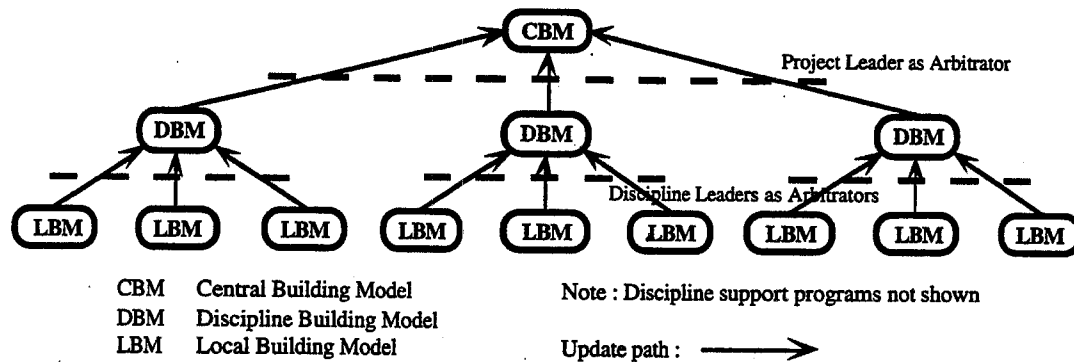 CBM
Project Leader as Arbitrator
DBM DBM DBM
Discipline Leaders as Arbitrators
LBM LBM LBM LBM LBM LBM LBM LBM LBM
CBM Central Building Model
Note : Discipline support programs not shown
DBM Discipline Building Model
LBM Local Building Model
Update path :